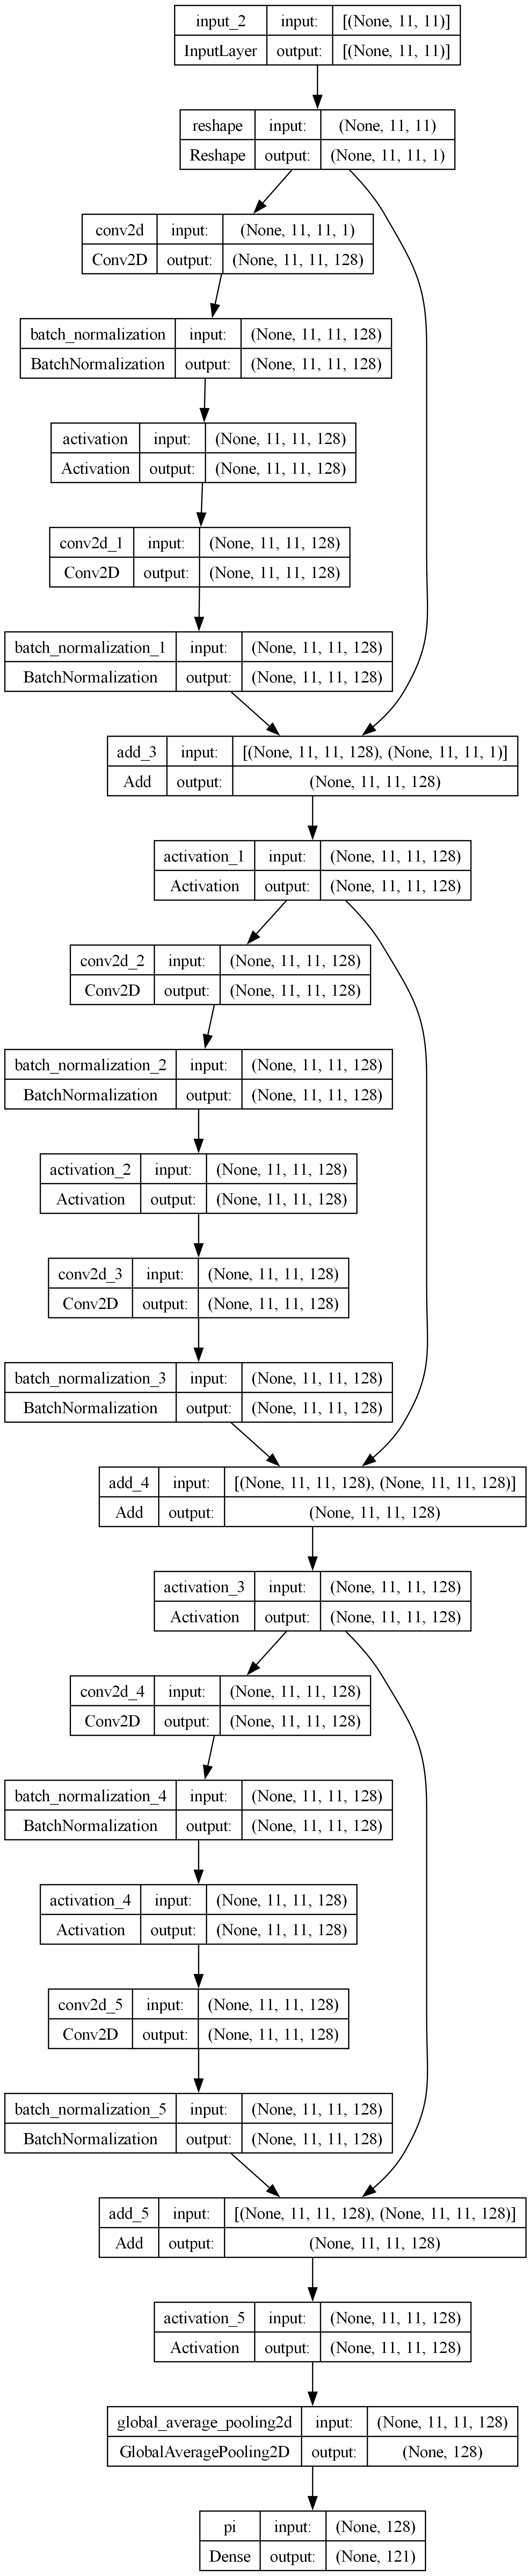 input_2 input: [(None, 11, 11)]
InputLayer output: [(None, 11, 11)]
reshape input: (None, 11, 11)
Reshape output: (None, 11, 11, 1)
conv2d input: (None, 11, 11, 1)
Conv2D output: (None, 11, 11, 128)
batch_normalization input: (None, 11, 11, 128)
BatchNormalization output: (None, 11, 11, 128)
activation input: (None, 11, 11, 128)
Activation output: (None, 11, 11, 128)
conv2d_1 input: (None, 11, 11, 128)
Conv2D output: (None, 11, 11, 128)
batch_normalization_1 input: (None, 11, 11, 128)
BatchNormalization output: (None, 11, 11, 128)
add_3 input: [(None, 11, 11, 128), (None, 11, 11, 1)]
Add output: (None, 11, 11, 128)
activation_1 input: (None, 11, 11, 128)
Activation output: (None, 11, 11, 128)
conv2d_2 input: (None, 11, 11, 128)
Conv2D output: (None, 11, 11, 128)
batch_normalization_2 input: (None, 11, 11, 128)
BatchNormalization output: (None, 11, 11, 128)
activation_2 input: (None, 11, 11, 128)
Activation output: (None, 11, 11, 128)
conv2d_3 input: (None, 11, 11, 128)
Conv2D output: (None, 11, 11, 128)
batch_normalization_3 input: (None, 11, 11, 128)
BatchNormalization output: (None, 11, 11, 128)
add_4 input: [(None, 11, 11, 128), (None, 11, 11, 128)]
Add output: (None, 11, 11, 128)
activation_3 input: (None, 11, 11, 128)
Activation output: (None, 11, 11, 128)
conv2d_4 input: (None, 11, 11, 128)
Conv2D output: (None, 11, 11, 128)
batch_normalization_4 input: (None, 11, 11, 128)
BatchNormalization output: (None, 11, 11, 128)
activation_4 input: (None, 11, 11, 128)
Activation output: (None, 11, 11, 128)
conv2d_5 input: (None, 11, 11, 128)
Conv2D output: (None, 11, 11, 128)
batch_normalization_5 input: (None, 11, 11, 128)
BatchNormalization output: (None, 11, 11, 128)
add_5 input: [(None, 11, 11, 128), (None, 11, 11, 128)]
Add output: (None, 11, 11, 128)
activation_5 input: (None, 11, 11, 128)
Activation output: (None, 11, 11, 128)
global_average_pooling2d input: (None, 11, 11, 128)
GlobalAveragePooling2D output: (None, 128)
pi input: (None, 128)
Dense output: (None, 121)